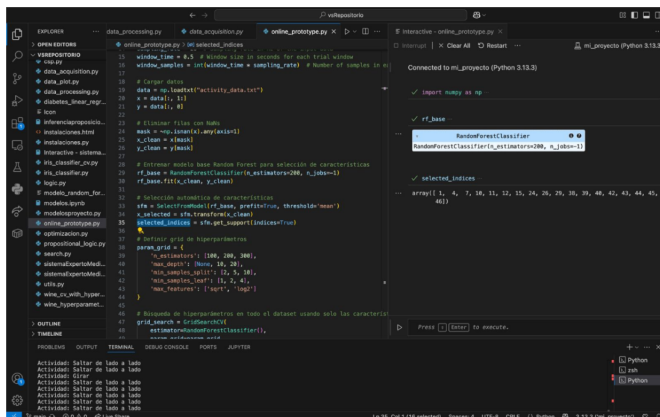 vsRepositorio
EXPLORER
OPEN EDITORS
VSREPOSITORIO
csp.py
data_acquisition.py
data_plot.py
data_processing.py
diabetes_linear_regr...
icon
inferenciaproposicio...
instalaciones.html
instalaciones.py
Interactive - sistema...
iris_classifier_cv.py
iris_classifier.py
logic.py
modelo_random_for...
modelos.ipynb
modelosproyecto.py
online_prototype.py
optimizacion.py
propositional_logic.py
search.py
sistemaExpertoMedi...
sistemaExpertoMedi...
utils.py
wine_cv_with_hyper...
wine_hyperparamet...
OUTLINE
TIMELINE
data_processing.py
data_acquisition.py
online_prototype.py
online_prototype.py > selected_indices
15 window_time = 0.5 # Window size in seconds for each trial window
16 window_samples = int(window_time * sampling_rate) # Number of samples in e
17
18 # Cargar datos
19 data = np.loadtxt("activity_data.txt")
20 x = data[:, 1:]
21 y = data[:, 0]
22
23 # Eliminar filas con NaNs
24 mask = ~np.isnan(x).any(axis=1)
25 x_clean = x[mask]
26 y_clean = y[mask]
27
28 # Entrenar modelo base Random Forest para selección de características
29 rf_base = RandomForestClassifier(n_estimators=200, n_jobs=-1)
30 rf_base.fit(x_clean, y_clean)
31
32 # Selección automática de características
33 sfm = SelectFromModel(rf_base, prefit=True, threshold='mean')
34 x_selected = sfm.transform(x_clean)
35 selected_indices = sfm.get_support(indices=True)
36
37 # Definir grid de hiperparámetros
38 param_grid = {
39 'n_estimators': [100, 200, 300],
40 'max_depth': [None, 10, 20],
41 'min_samples_split': [2, 5, 10],
42 'min_samples_leaf': [1, 2, 4],
43 'max_features': ['sqrt', 'log2']
44 }
45
46 # Búsqueda de hiperparámetros en todo el dataset usando solo las caracterís
47 grid_search = GridSearchCV(
48 estimator=RandomForestClassifier(),
Interactive - online_prototype.py
Interrupt | Clear All Restart ...
mi_proyecto (Python 3.13.3)
Connected to mi_proyecto (Python 3.13.3)
import numpy as np
rf_base
RandomForestClassifier
RandomForestClassifier(n_estimators=200, n_jobs=-1)
selected_indices
array([ 1, 4, 7, 10, 11, 12, 15, 24, 26, 29, 38, 39, 40, 42, 43, 44, 45,
46])
Press Enter to execute.
PROBLEMS OUTPUT TERMINAL DEBUG CONSOLE PORTS JUPYTER
Actividad: Saltar de lado a lado
Actividad: Saltar de lado a lado
Actividad: Girar
Actividad: Saltar de lado a lado
Actividad: Saltar de lado a lado
Actividad: Saltar de lado a lado
Actividad: Saltar de lado a lado
Actividad: Saltar de lado a lado
Python
zsh
Python